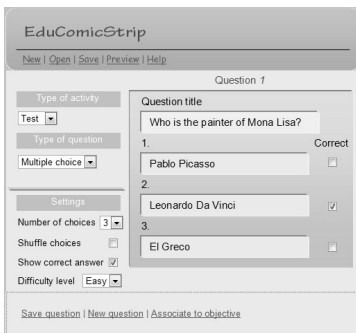 EduComicStrip
New | Open | Save | Preview | Help
Question 1
Type of activity
Test
Type of question
Multiple choice
Settings
Number of choices 3
Shuffle choices
Show correct answer
Difficulty level Easy
Question title
Who is the painter of Mona Lisa?
1. Correct
Pablo Picasso
2.
Leonardo Da Vinci
3.
El Greco
Save question | New question | Associate to objective